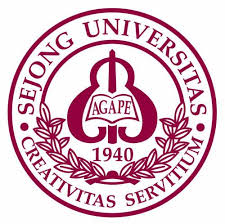 SEJONG UNIVERSITAS
AGAPE
1940
• CREATIVITAS SERVITIUM •